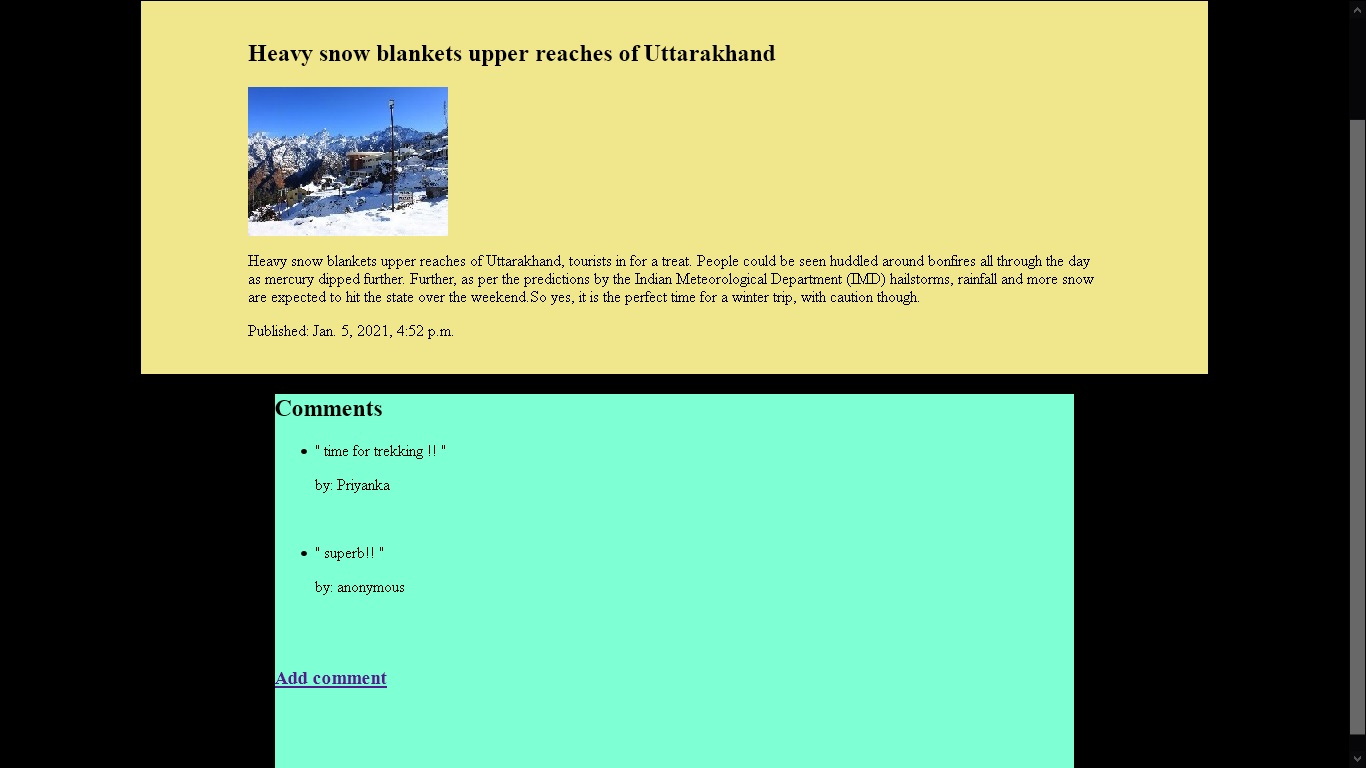 Heavy snow blankets upper reaches of Uttarakhand
Heavy snow blankets upper reaches of Uttarakhand, tourists in for a treat. People could be seen huddled around bonfires all through the day
as mercury dipped further. Further, as per the predictions by the Indian Meteorological Department (IMD) hailstorms, rainfall and more snow
are expected to hit the state over the weekend.So yes, it is the perfect time for a winter trip, with caution though.
Published: Jan. 5, 2021, 4:52 p.m.
Comments
" time for trekking !! "
by: Priyanka
" superb!! "
by: anonymous
Add comment